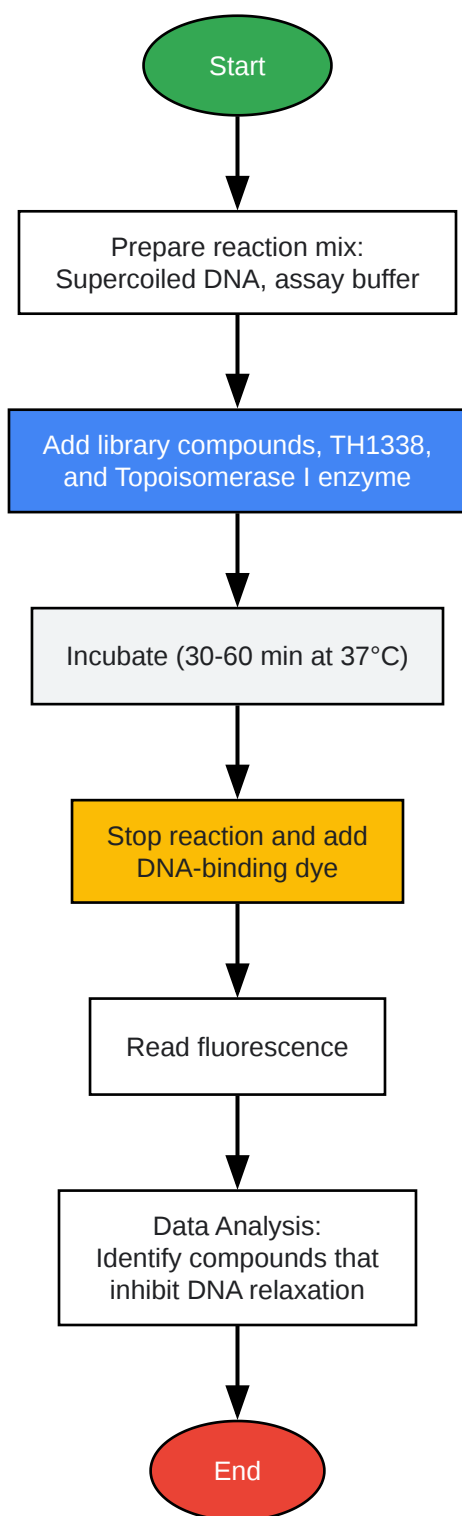 Start
Prepare reaction mix:
Supercoiled DNA, assay buffer
Add library compounds, TH1338,
and Topoisomerase I enzyme
Incubate (30-60 min at 37°C)
Stop reaction and add
DNA-binding dye
Read fluorescence
Data Analysis:
Identify compounds that
inhibit DNA relaxation
End